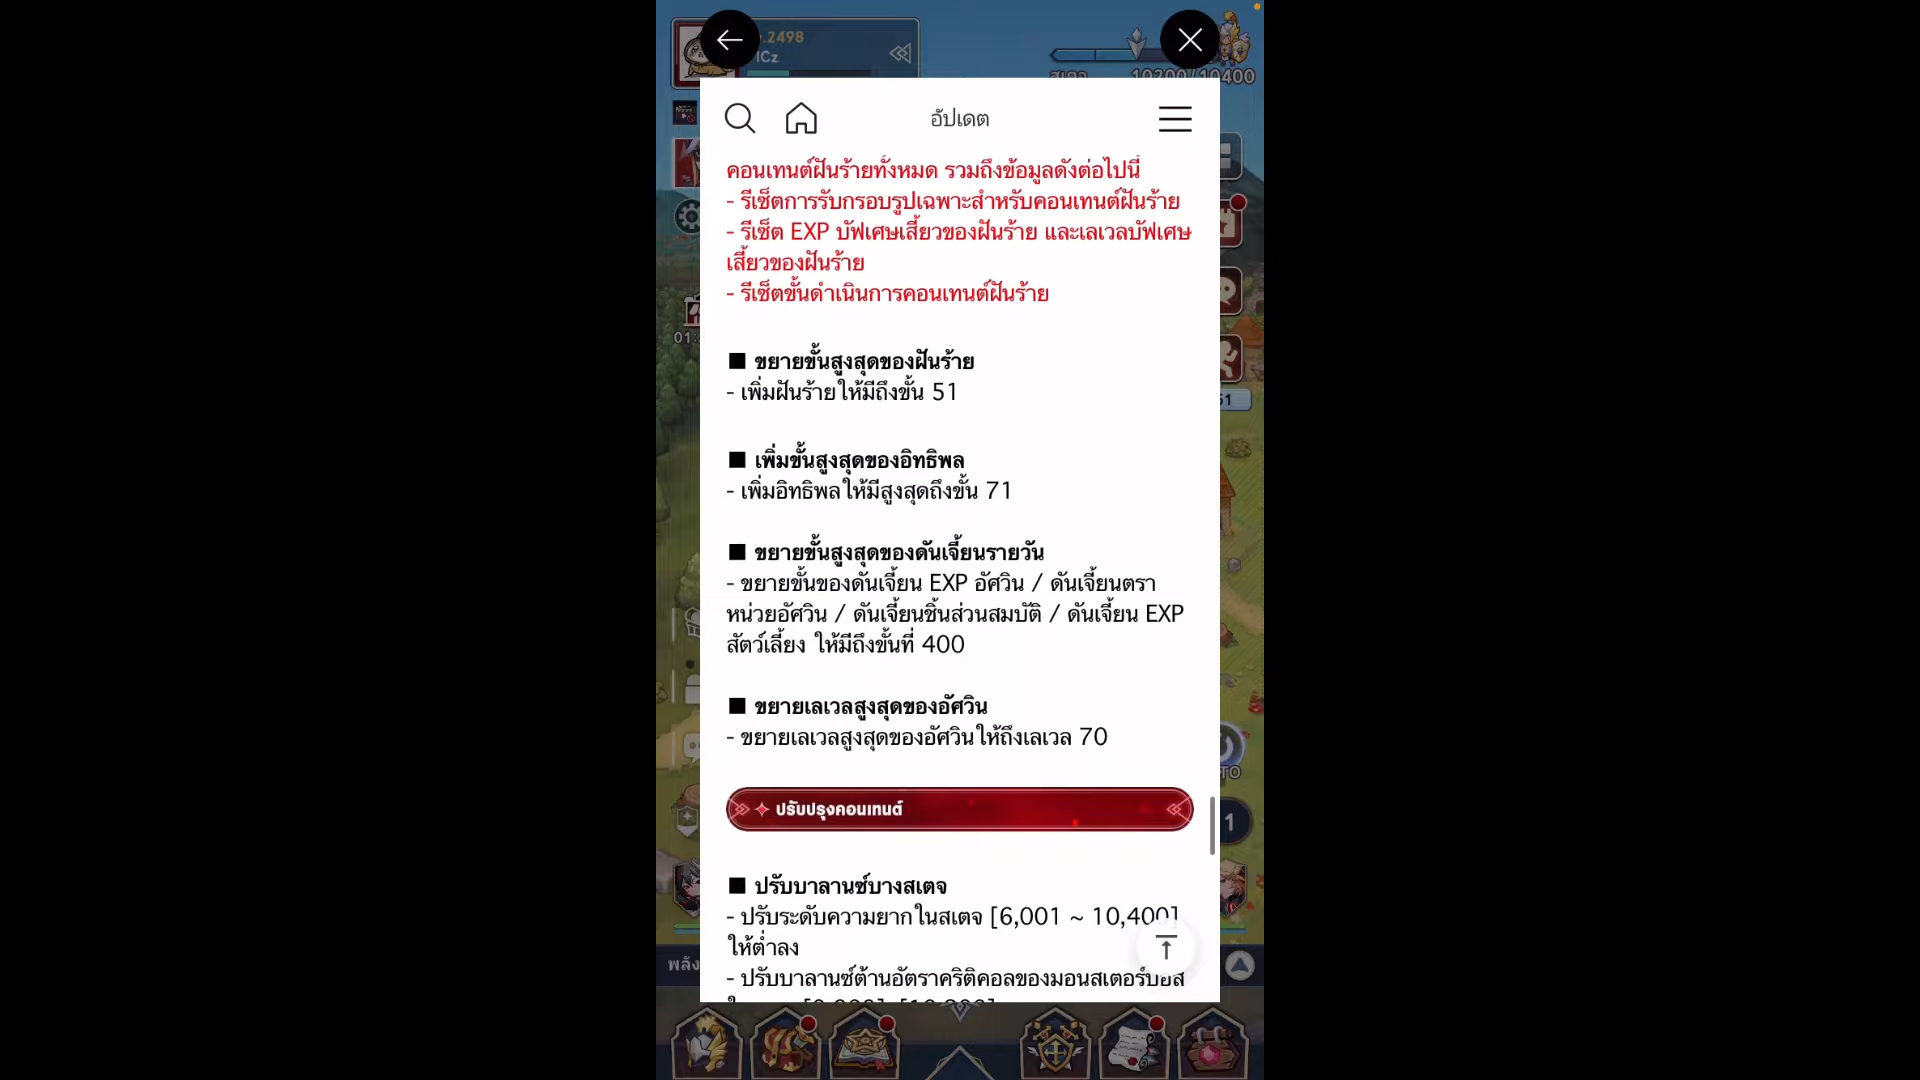 .2498
ICz
สเตจ 10200/10400
อัปเดต
คอนเทนต์ฝันร้ายทั้งหมด รวมถึงข้อมูลดังต่อไปนี้
- รีเซ็ตการรับกรอบรูปเฉพาะสำหรับคอนเทนต์ฝันร้าย
- รีเซ็ต EXP บัฟเศษเสี้ยวของฝันร้าย และเลเวลบัฟเศษ
เสี้ยวของฝันร้าย
- รีเซ็ตขั้นดำเนินการคอนเทนต์ฝันร้าย
01:
■ ขยายขั้นสูงสุดของฝันร้าย
- เพิ่มฝันร้ายให้มีถึงขั้น 51
51
■ เพิ่มขั้นสูงสุดของอิทธิพล
- เพิ่มอิทธิพลให้มีสูงสุดถึงขั้น 71
■ ขยายขั้นสูงสุดของดันเจี้ยนรายวัน
- ขยายขั้นของดันเจี้ยน EXP อัศวิน / ดันเจี้ยนตรา
หน่วยอัศวิน / ดันเจี้ยนชิ้นส่วนสมบัติ / ดันเจี้ยน EXP
สัตว์เลี้ยง ให้มีถึงขั้นที่ 400
■ ขยายเลเวลสูงสุดของอัศวิน
- ขยายเลเวลสูงสุดของอัศวินให้ถึงเลเวล 70
TO
ปรับปรุงคอนเทนต์
1
■ ปรับบาลานซ์บางสเตจ
- ปรับระดับความยากในสเตจ [6,001 ~ 10,400]
ให้ต่ำลง
พลัง
- ปรับบาลานซ์ต้านอัตราคริติคอลของมอนสเตอร์บอส